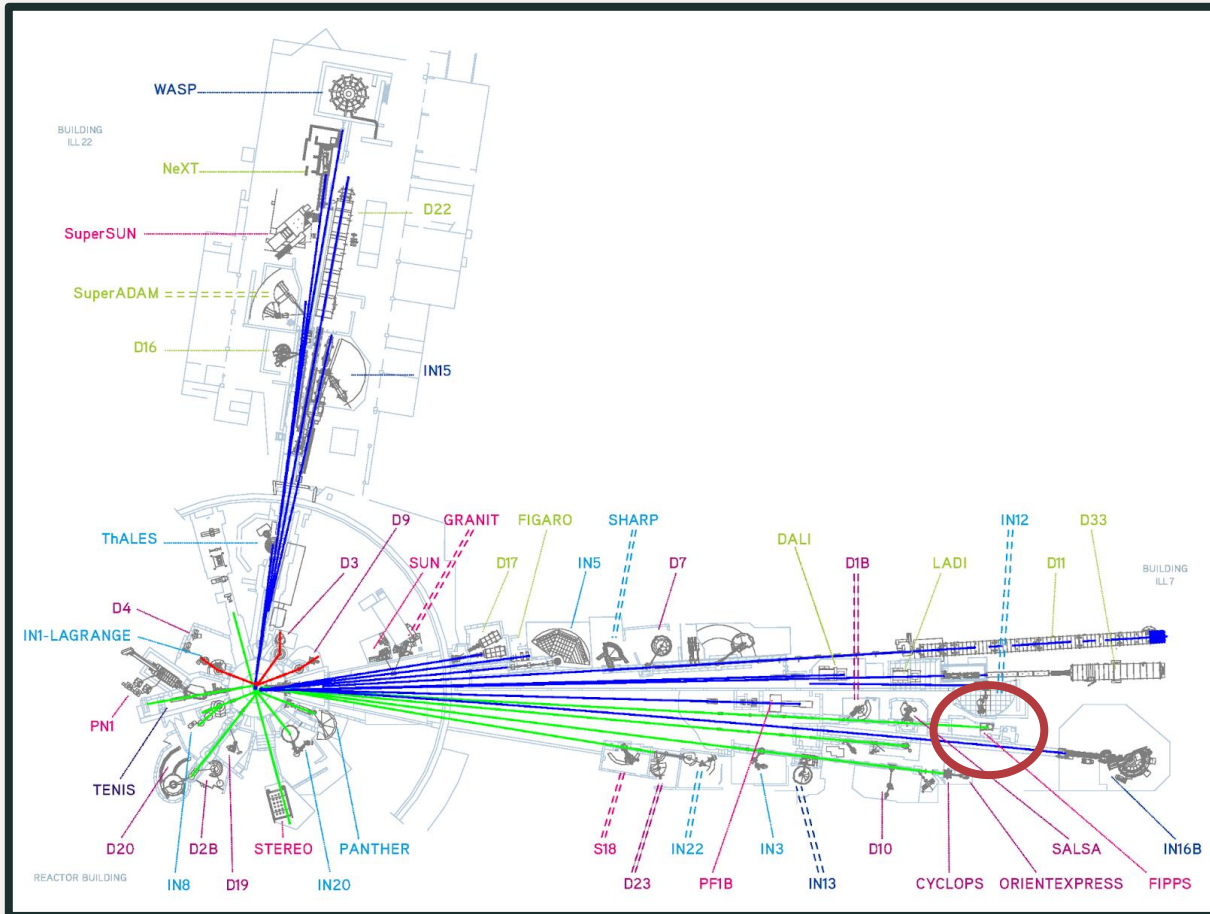 WASP
BUILDING
ILL 22
NeXT
D22
SuperSUN
SuperADAM
D16
IN15
ThALES
D9
GRANIT
FIGARO
SHARP
IN12
D33
D3
SUN
D17
IN5
D7
DALI
D1B
LADI
D11
BUILDING
ILL 7
D4
IN1-LAGRANGE
PN1
TENIS
D20
D2B
STEREO
PANTHER
S18
IN22
IN3
D10
SALSA
IN16B
REACTOR BUILDING
IN8
D19
IN20
D23
PF1B
IN13
CYCLOPS
ORIENTEXPRESS
FIPPS